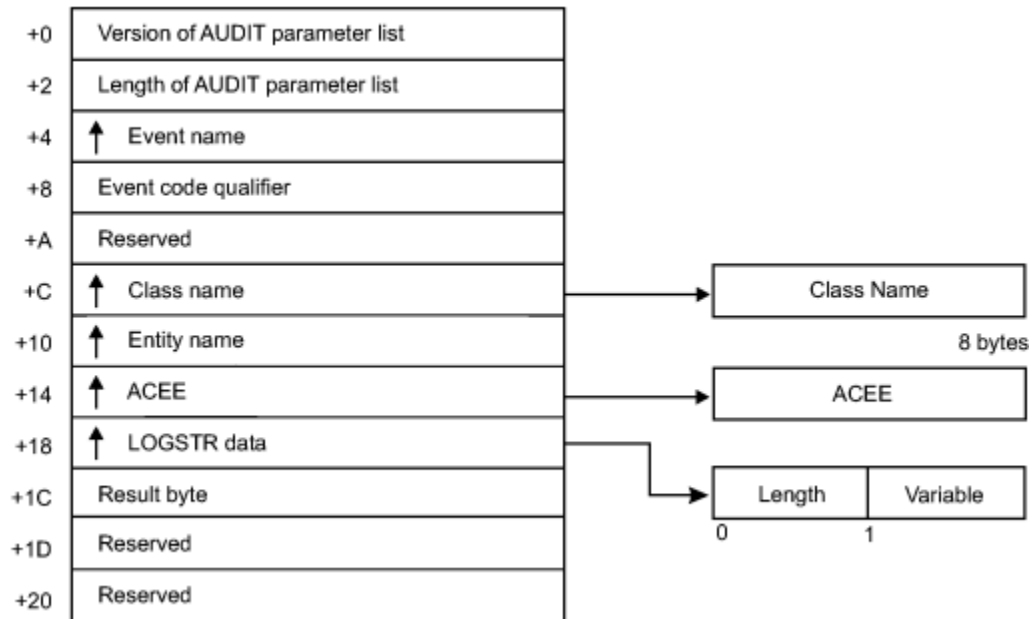 +0 Version of AUDIT parameter list
+2 Length of AUDIT parameter list
+4 Event name
+8 Event code qualifier
+A Reserved
+C Class name Class Name
+10 Entity name 8 bytes
+14 ACEE ACEE
+18 LOGSTR data
+1C Result byte Length Variable
0 1
+1D Reserved
+20 Reserved